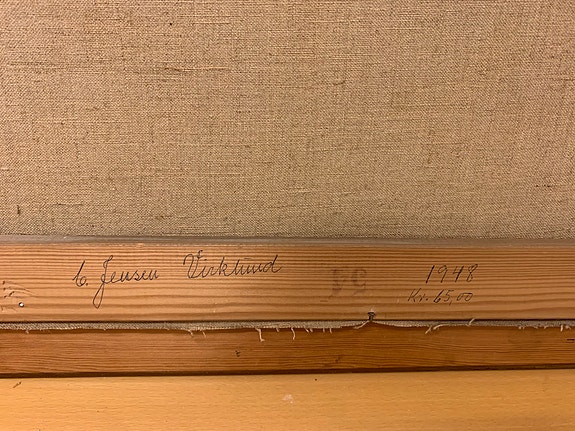 C. Jensen Virklund
1948
Kr. 65,00